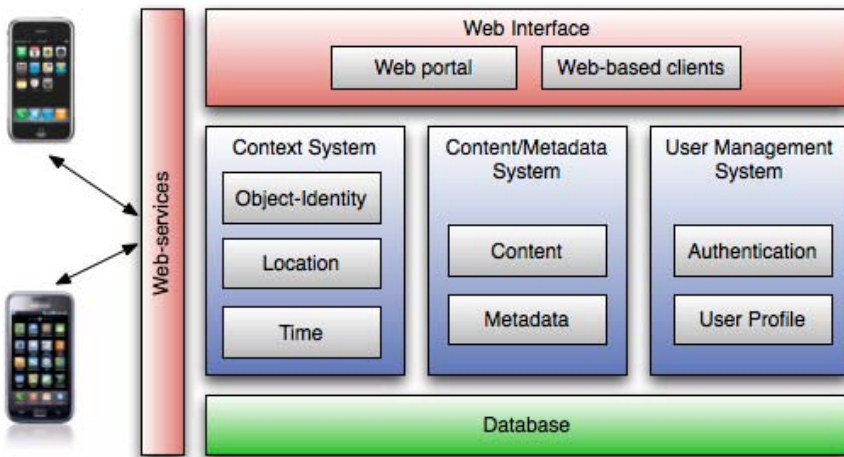 Web Interface
Web portal
Web-based clients
Web-services
Context System
Object-Identity
Location
Time
Content/Metadata
System
Content
Metadata
User Management
System
Authentication
User Profile
Database